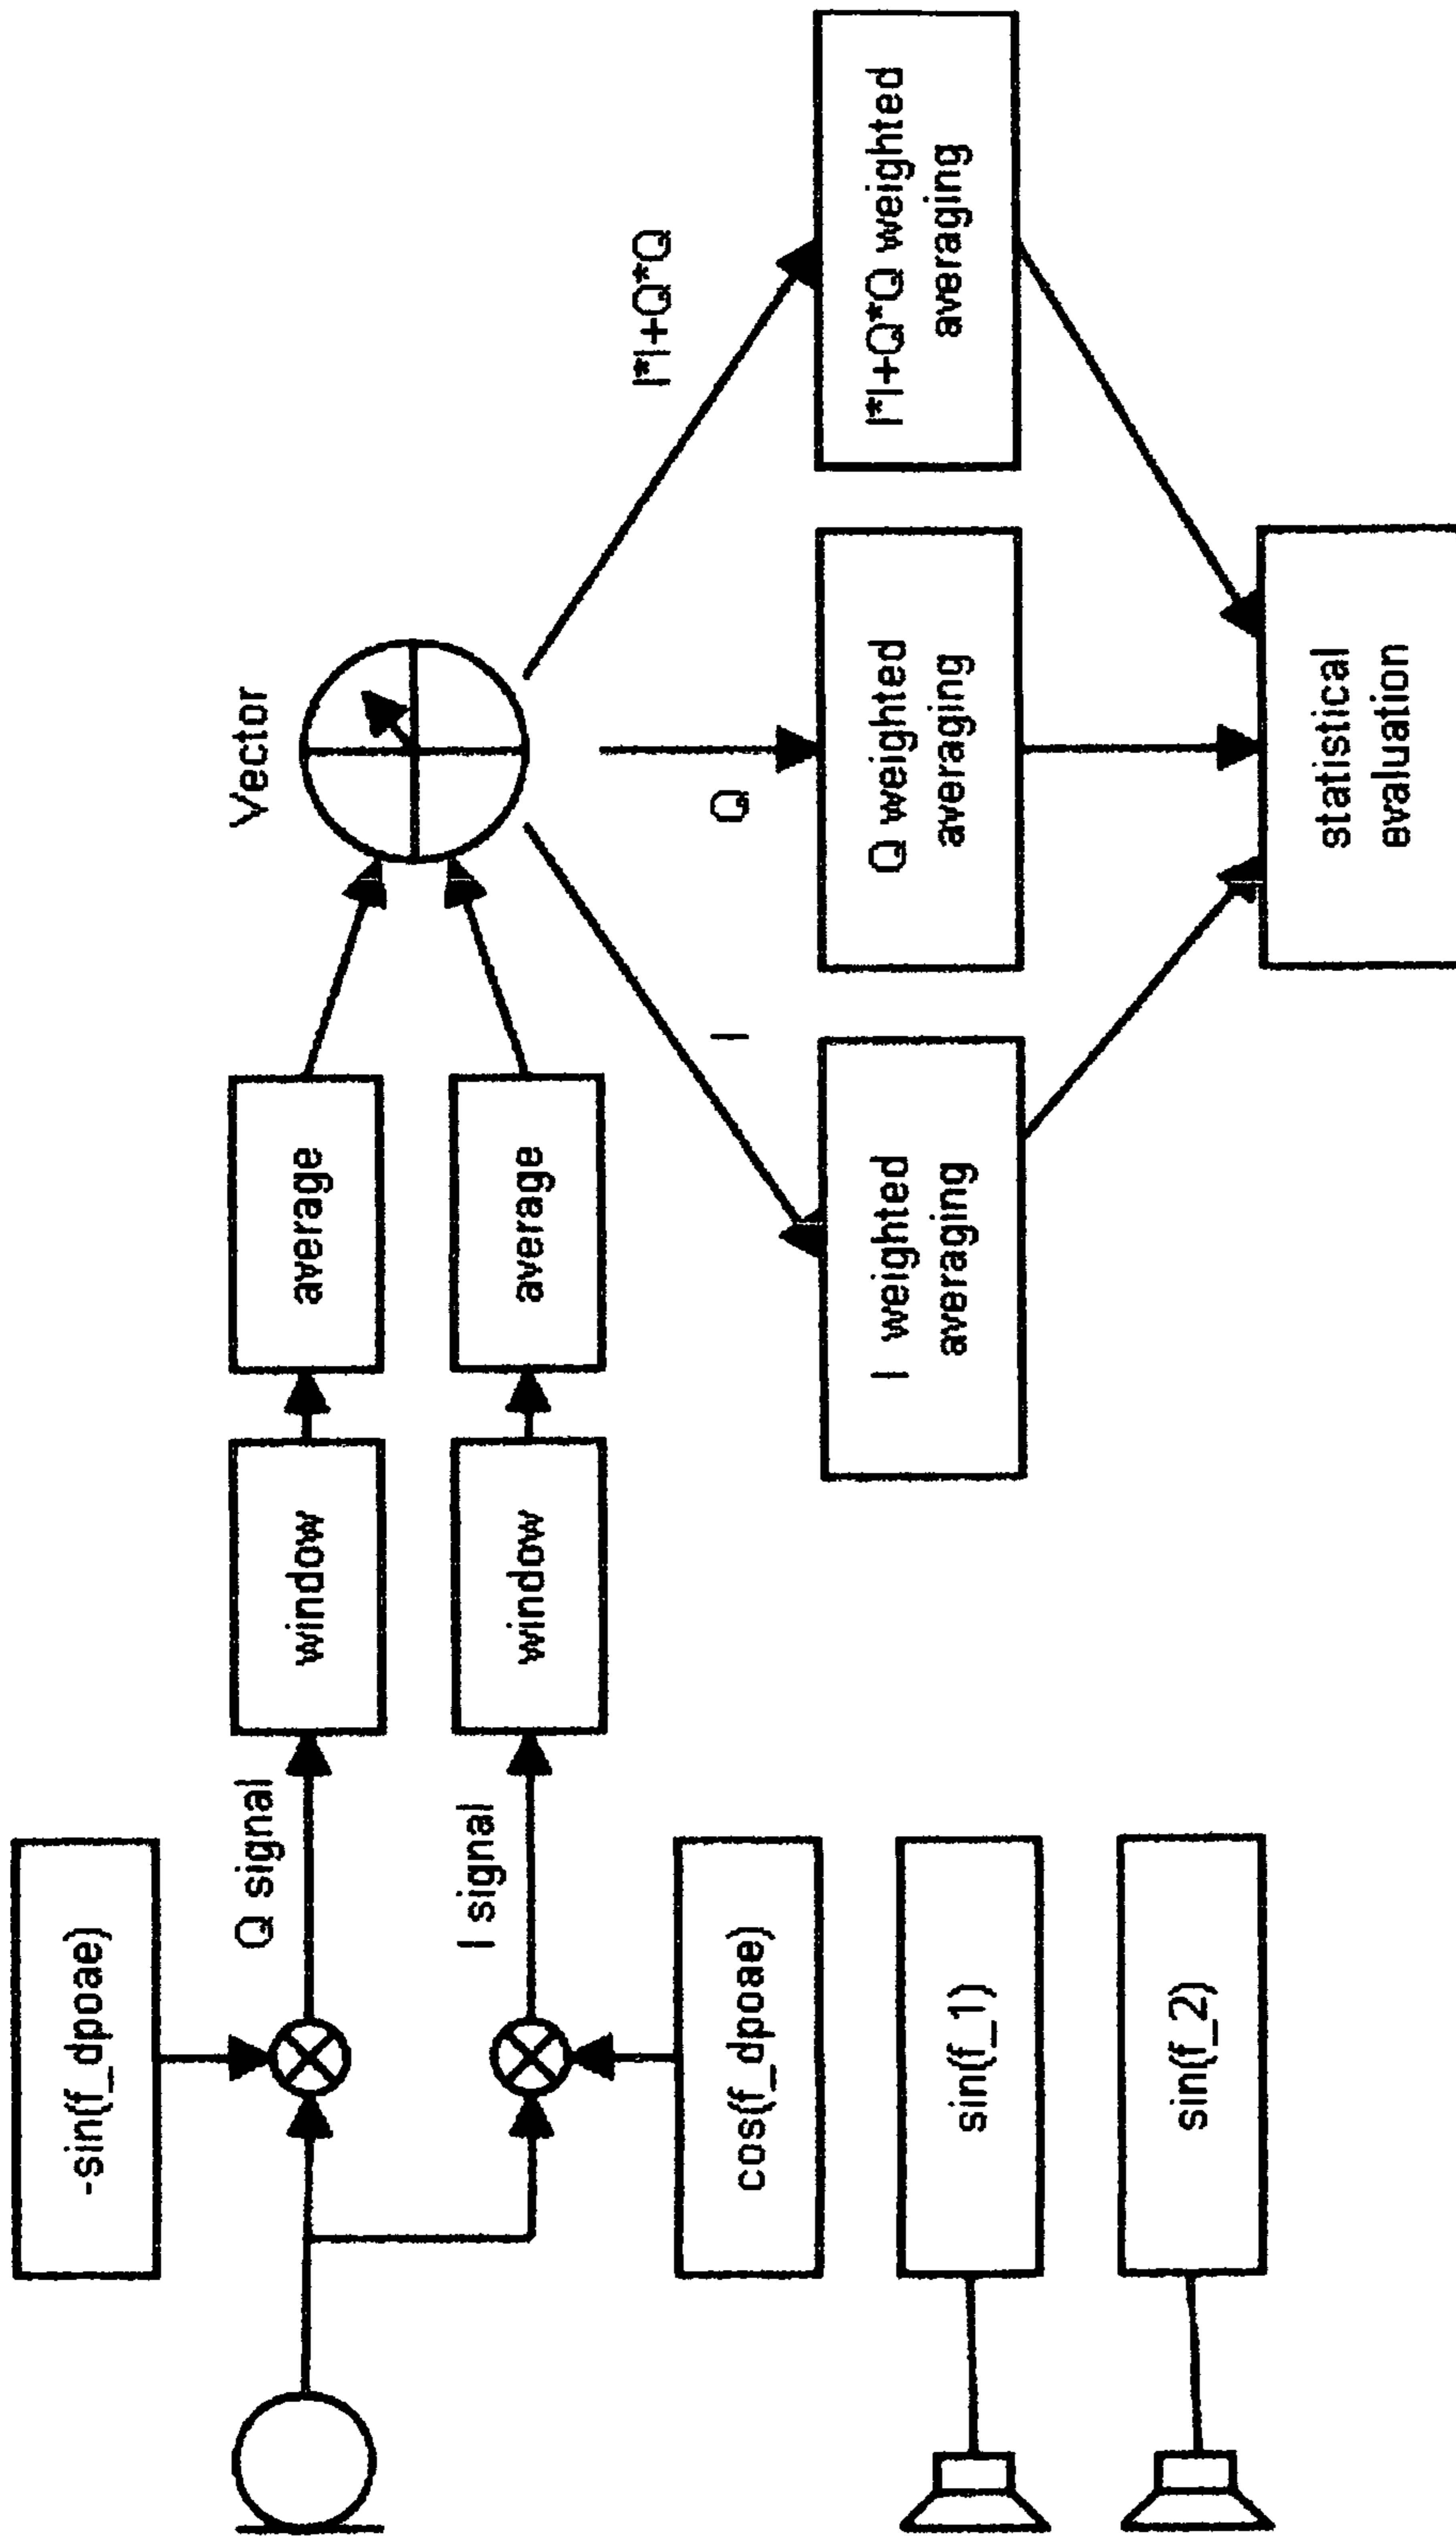 -sin(f_dpoae)
Q signal
window
average
Vector
I signal
window
average
cos(f_dpoae)
I*I+Q*Q
Q
I
sin(f_1)
sin(f_2)
I weighted
averaging
Q weighted
averaging
I*I+Q*Q weighted
averaging
statistical
evaluation